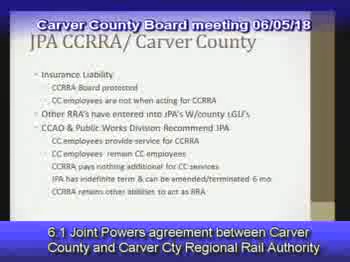 Carver County Board meeting 06/05/18
JPA CCRRA/ Carver County
Insurance Liability
CCRRA Board protected
CC employees are not when acting for CCRRA
Other RRA's have entered into JPA's W/county LGU's
CCAO & Public Works Division Recommend JPA
CC employees provide service for CCRRA
CC employees remain CC employees
CCRRA pays nothing additional for CC services
JPA has indefinite term & can be amended/terminated 6 mo
CCRRA retains other abilities to act as RRA
6.1 Joint Powers agreement between Carver
County and Carver Cty Regional Rail Authority